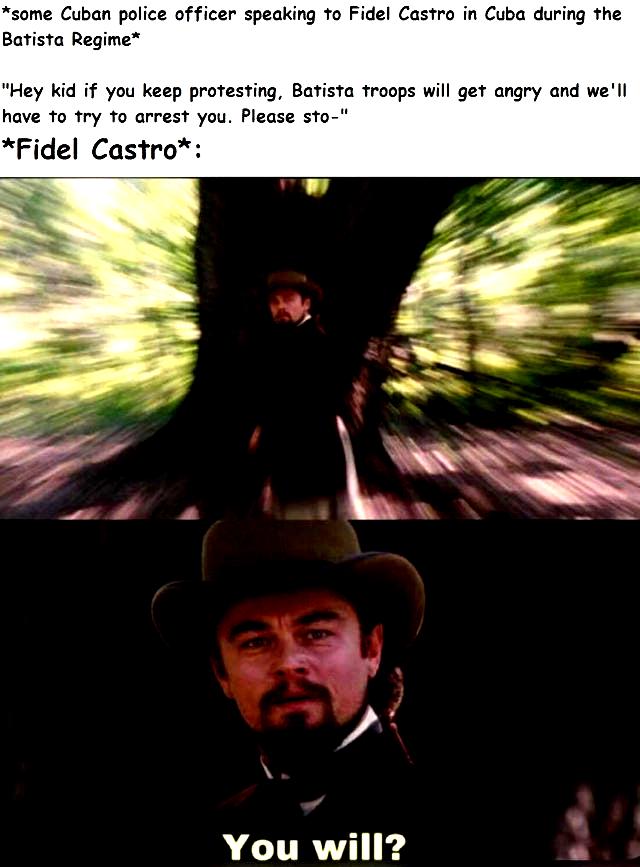 *some Cuban police officer speaking to Fidel Castro in Cuba during the
Batista Regime*
"Hey kid if you keep protesting, Batista troops will get angry and we'll
have to try to arrest you. Please sto-"
*Fidel Castro*:
You will?